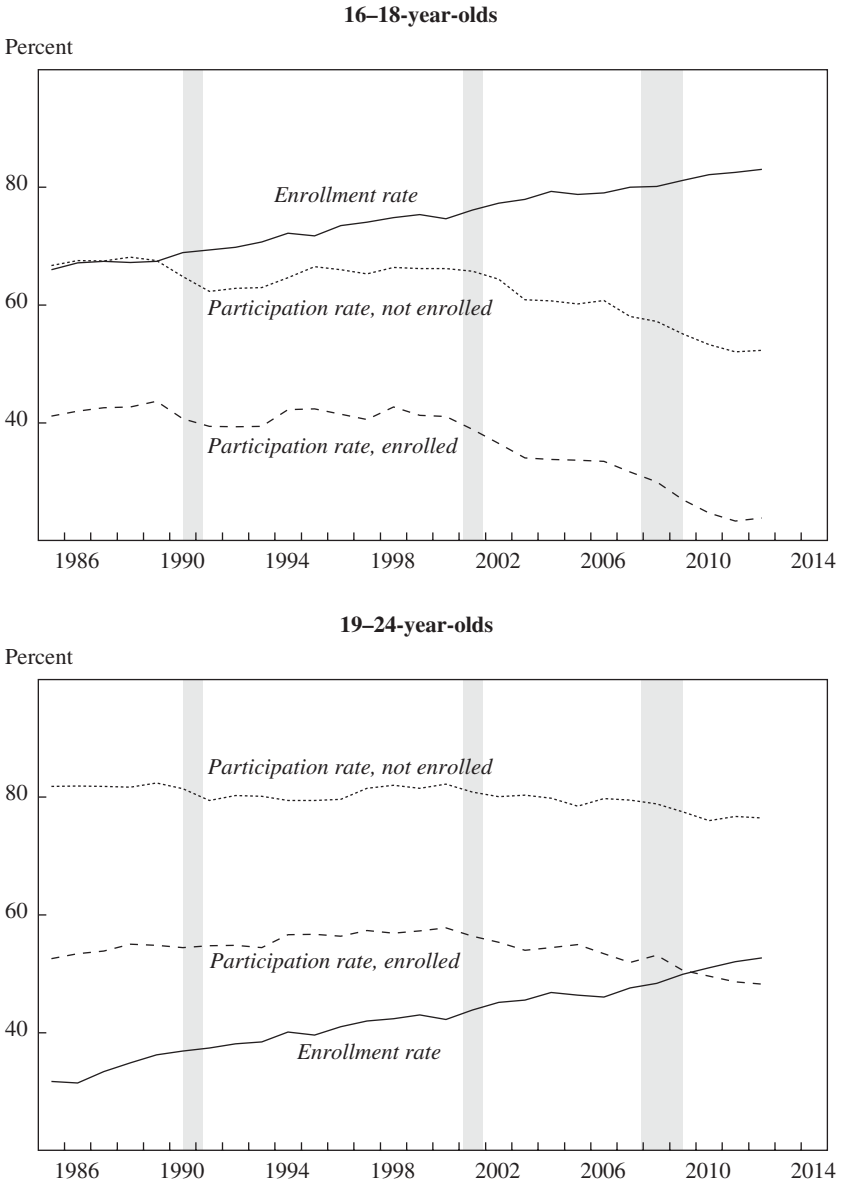 16–18-year-olds
Percent
80
Enrollment rate
60
Participation rate, not enrolled
40
Participation rate, enrolled
1986 1990 1994 1998 2002 2006 2010 2014
19–24-year-olds
Percent
Participation rate, not enrolled
80
60
Participation rate, enrolled
40
Enrollment rate
1986 1990 1994 1998 2002 2006 2010 2014